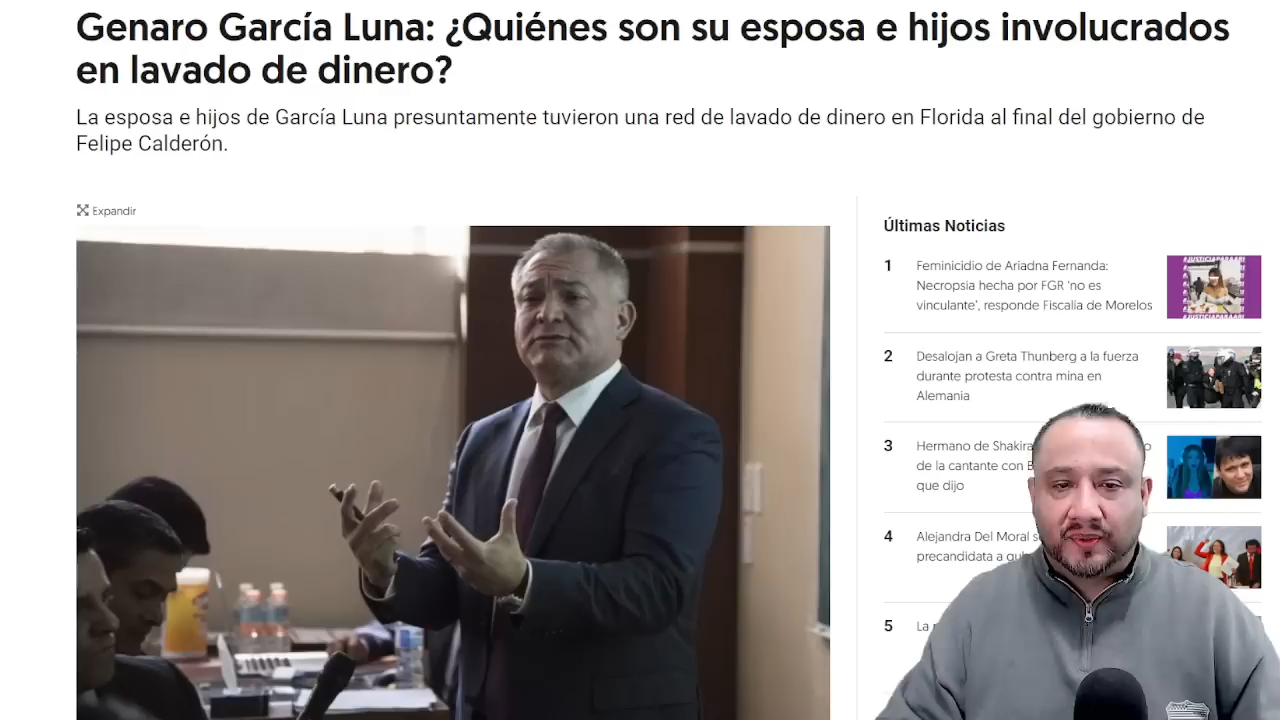 Genaro García Luna: ¿Quiénes son su esposa e hijos involucrados
en lavado de dinero?
La esposa e hijos de García Luna presuntamente tuvieron una red de lavado de dinero en Florida al final del gobierno de
Felipe Calderón.
Expandir
Últimas Noticias
1 Feminicidio de Ariadna Fernanda:
Necropsia hecha por FGR 'no es
vinculante', responde Fiscalía de Morelos
2 Desalojan a Greta Thunberg a la fuerza
durante protesta contra mina en
Alemania
3 Hermano de Shakira
de la cantante con
que dijo
4 Alejandra Del Moral
precandidata a
5 La